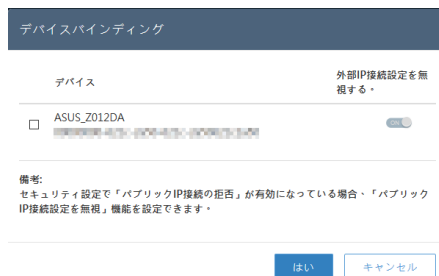 デバイスバインディング
デバイス
外部IP接続設定を無
視する。
ASUS_Z012DA
ON
備考:
セキュリティ設定で「パブリックIP接続の拒否」が有効になっている場合、「パブリック
IP接続設定を無視」機能を設定できます。
はい
キャンセル